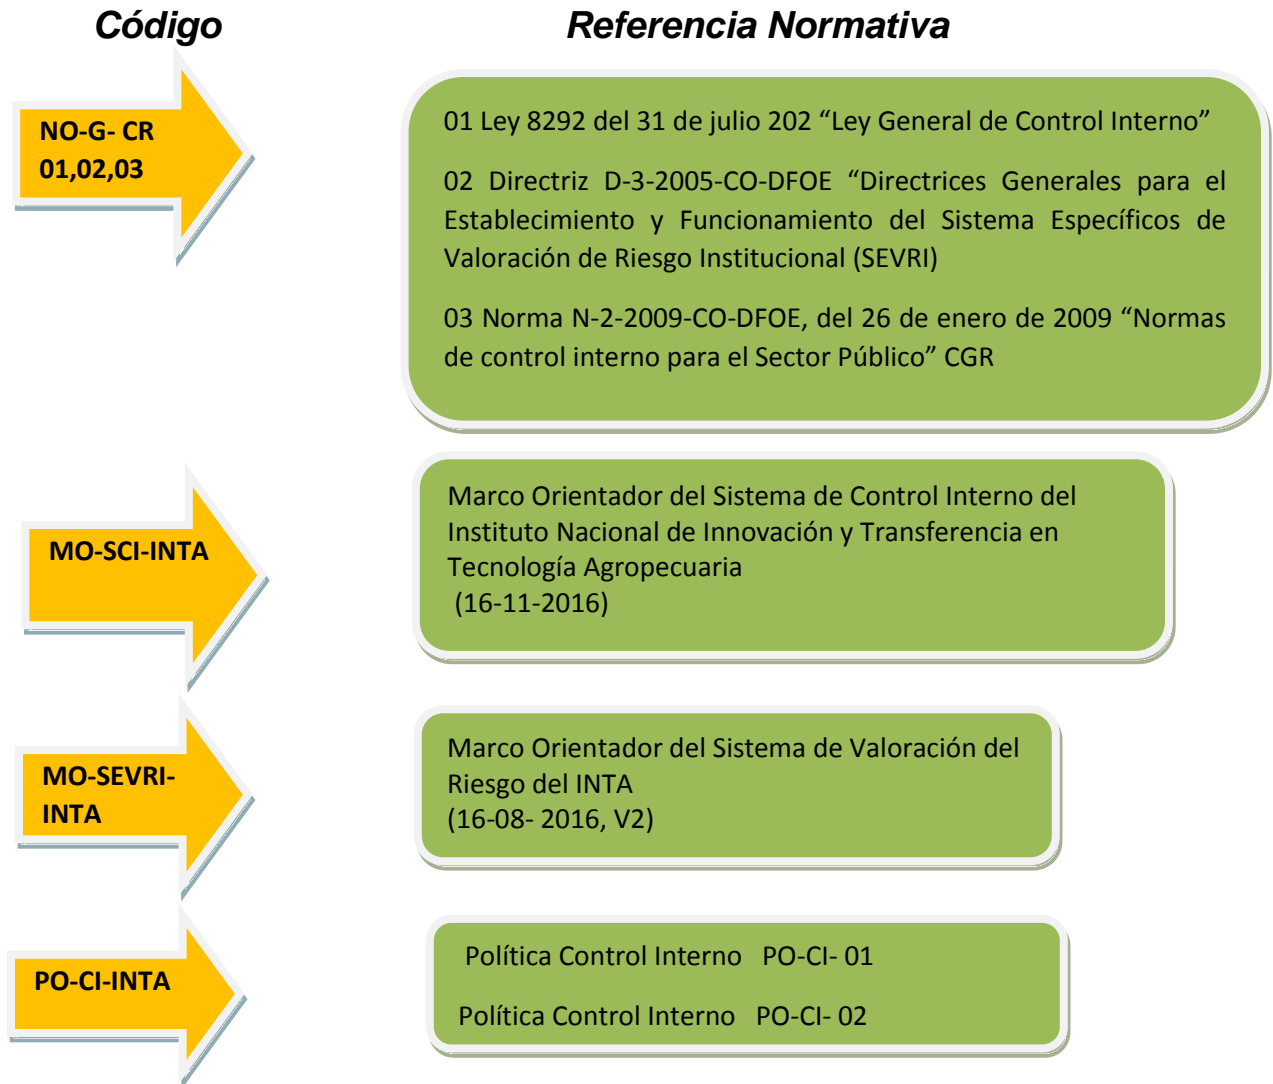 Código
Referencia Normativa
NO-G- CR
01,02,03
01 Ley 8292 del 31 de julio 202 “Ley General de Control Interno”
02 Directriz D-3-2005-CO-DFOE “Directrices Generales para el
Establecimiento y Funcionamiento del Sistema Específicos de
Valoración de Riesgo Institucional (SEVRI)
03 Norma N-2-2009-CO-DFOE, del 26 de enero de 2009 “Normas
de control interno para el Sector Público” CGR
MO-SCI-INTA
Marco Orientador del Sistema de Control Interno del
Instituto Nacional de Innovación y Transferencia en
Tecnología Agropecuaria
(16-11-2016)
MO-SEVRI-
INTA
Marco Orientador del Sistema de Valoración del
Riesgo del INTA
(16-08- 2016, V2)
PO-CI-INTA
Política Control Interno PO-CI- 01
Política Control Interno PO-CI- 02